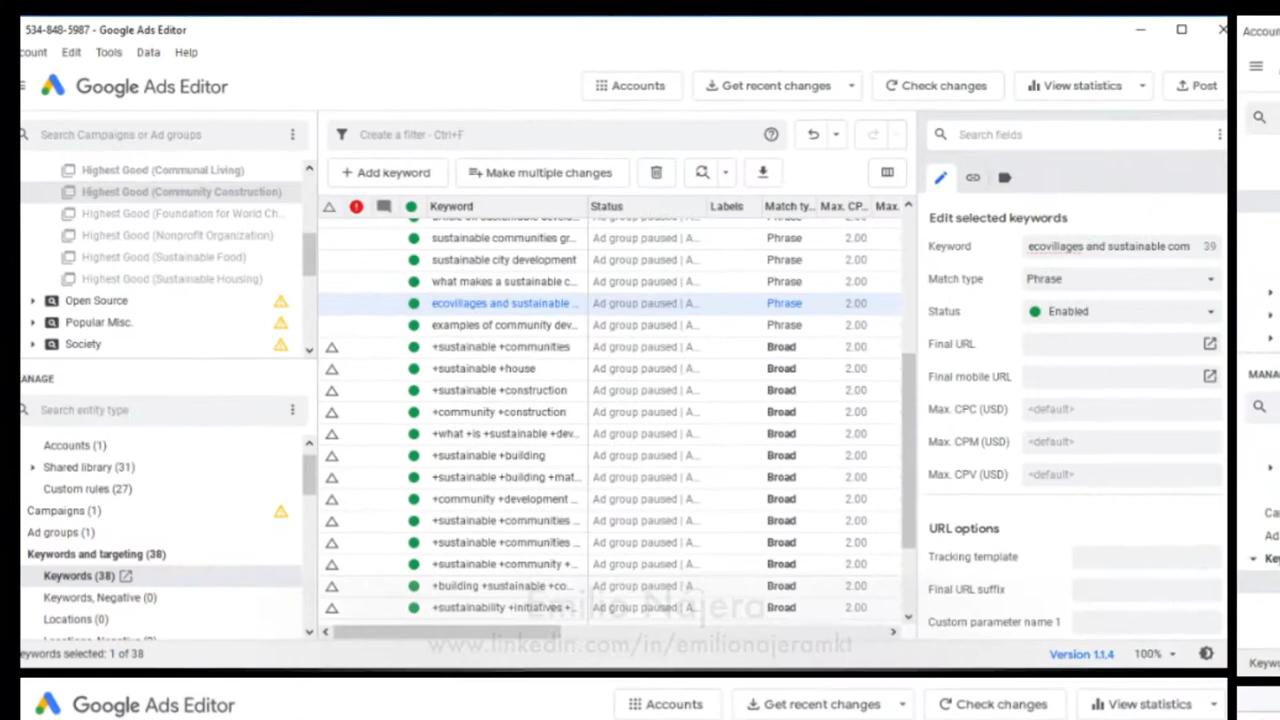 534-848-5987 - Google Ads Editor
count Edit Tools Data Help
Google Ads Editor
Accounts
Get recent changes
Check changes
View statistics
Post
Search Campaigns or Ad groups
Highest Good (Communal Living)
Highest Good (Community Construction)
Highest Good (Foundation for World Ch...
Highest Good (Nonprofit Organization)
Highest Good (Sustainable Food)
Highest Good (Sustainable Housing)
Open Source
Popular Misc.
Society
ANAGE
Search entity type
Accounts (1)
Shared library (31)
Custom rules (27)
Campaigns (1)
Ad groups (1)
Keywords and targeting (38)
Keywords (38)
Keywords, Negative (0)
Locations (0)
eywords selected: 1 of 38
Create a filter - Ctrl+F
+ Add keyword
Make multiple changes
Keyword Status Labels Match ty... Max. CP... Max.
sustainable communities gr... Ad group paused | A... Phrase 2.00
sustainable city development Ad group paused | A... Phrase 2.00
what makes a sustainable c... Ad group paused | A... Phrase 2.00
ecovillages and sustainable ... Ad group paused | A... Phrase 2.00
examples of community dev... Ad group paused | A... Phrase 2.00
+sustainable +communities Ad group paused | A... Broad 2.00
+sustainable +house Ad group paused | A... Broad 2.00
+sustainable +construction Ad group paused | A... Broad 2.00
+community +construction Ad group paused | A... Broad 2.00
+what +is +sustainable +dev... Ad group paused | A... Broad 2.00
+sustainable +building Ad group paused | A... Broad 2.00
+sustainable +building +mat... Ad group paused | A... Broad 2.00
+community +development ... Ad group paused | A... Broad 2.00
+sustainable +communities ... Ad group paused | A... Broad 2.00
+sustainable +communities ... Ad group paused | A... Broad 2.00
+sustainable +community +... Ad group paused | A... Broad 2.00
+building +sustainable +co... Ad group paused | A... Broad 2.00
+sustainability +initiatives +... Ad group paused | A... Broad 2.00
Emilio Nájera
www.linkedin.com/in/emilionajeramkt
Search fields
Edit selected keywords
Keyword ecovillages and sustainable com 39
Match type Phrase
Status Enabled
Final URL
Final mobile URL
Max. CPC (USD) <default>
Max. CPM (USD) <default>
Max. CPV (USD) <default>
URL options
Tracking template
Final URL suffix
Custom parameter name 1
Version 1.1.4 100%
Accoun
MANA
Ca
Ad
Key
Keywo
Google Ads Editor
Accounts
Get recent changes
Check changes
View statistics